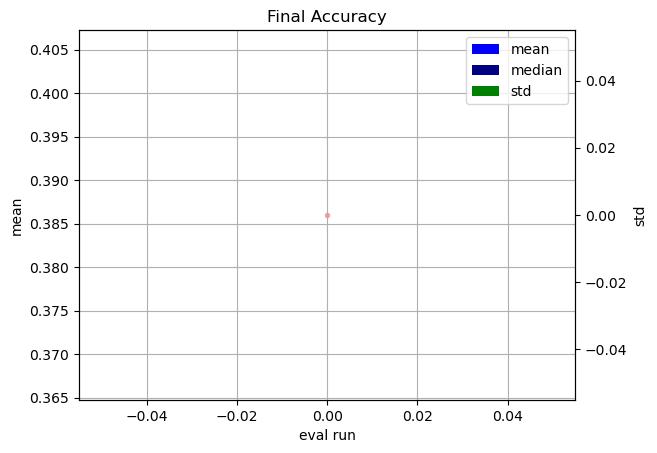 Final Accuracy
mean
median
std
0.405
0.400
0.395
0.390
0.385
0.380
0.375
0.370
0.365
mean
0.04
0.02
0.00
−0.02
−0.04
std
−0.04 −0.02 0.00 0.02 0.04
eval run